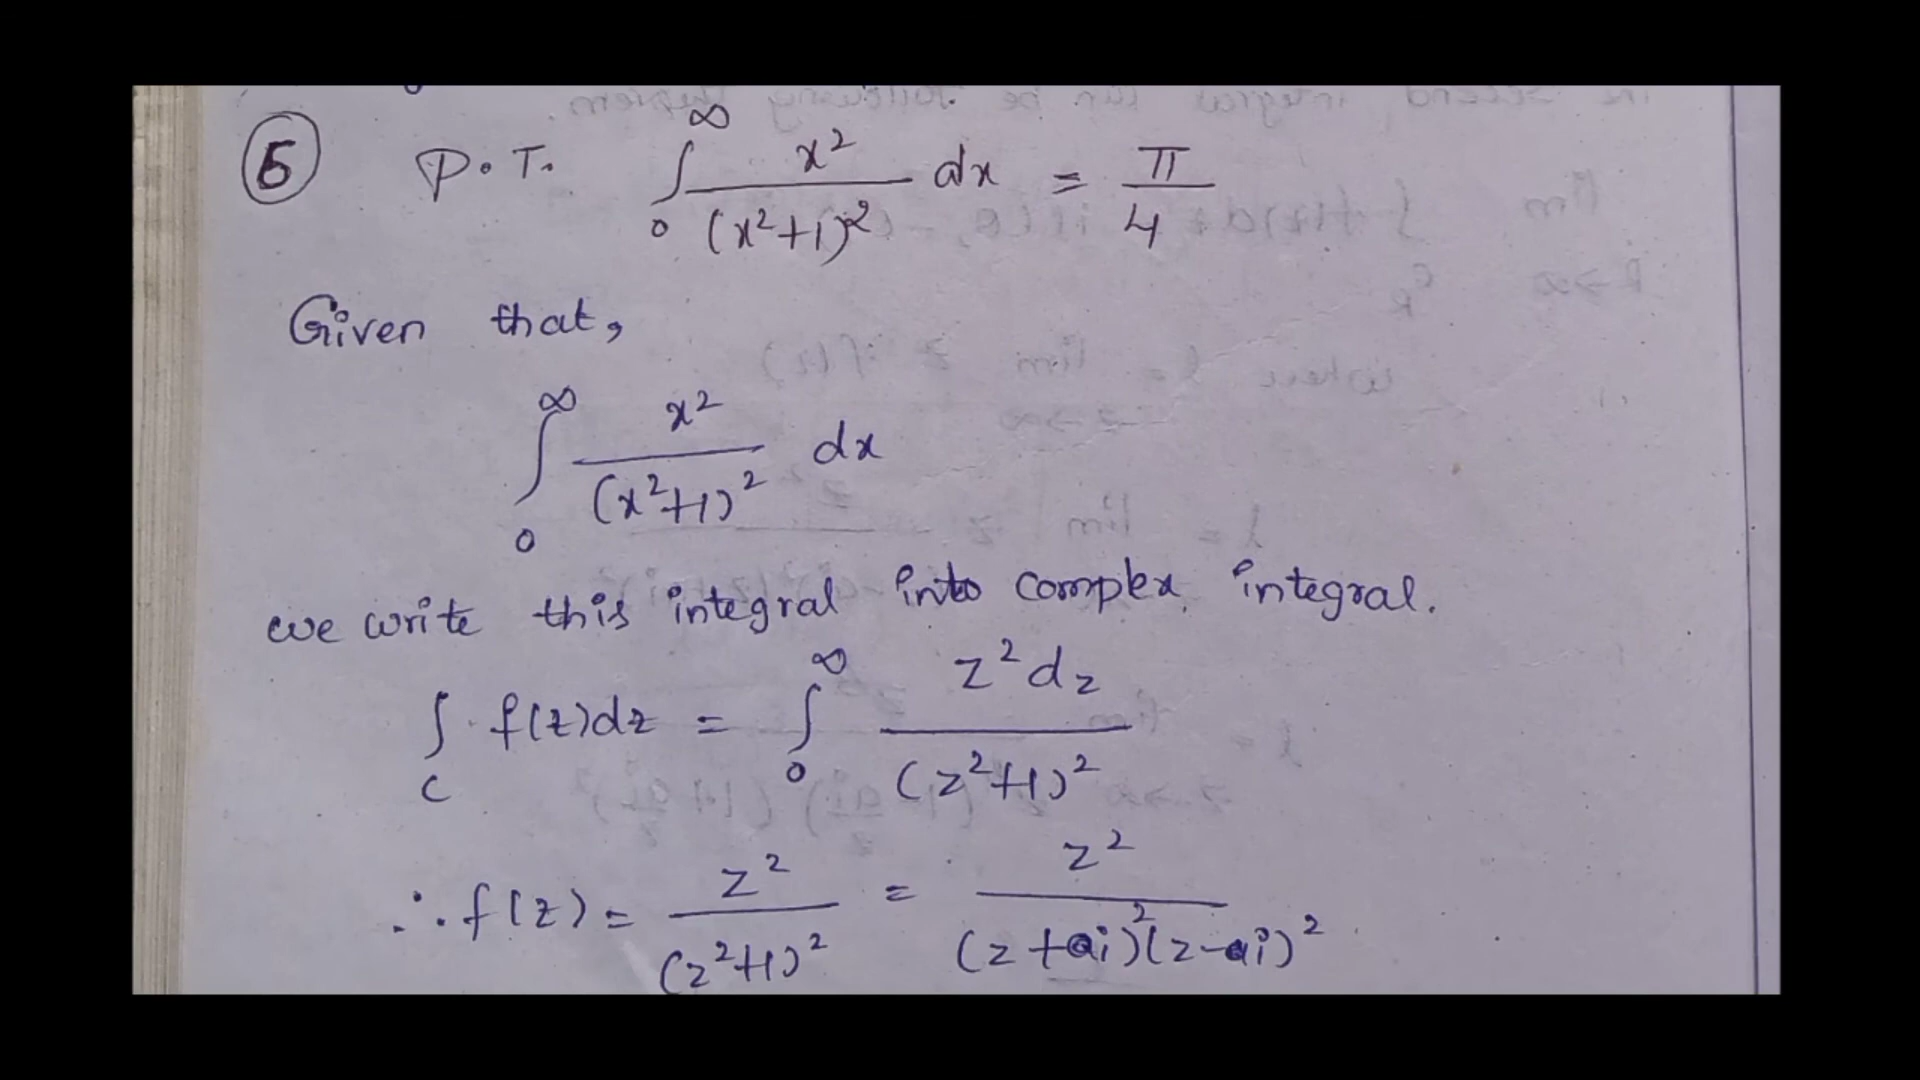 ⑤ P.T. ∫₀^∞ x²/(x²+1)² dx = π/4
Given that,
∫₀^∞ x²/(x²+1)² dx
we write this integral into complex integral.
∫_C f(z)dz = ∫₀^∞ z²dz/(z²+1)²
∴ f(z) = z²/(z²+1)² = z²/(z+ai)²(z-ai)²